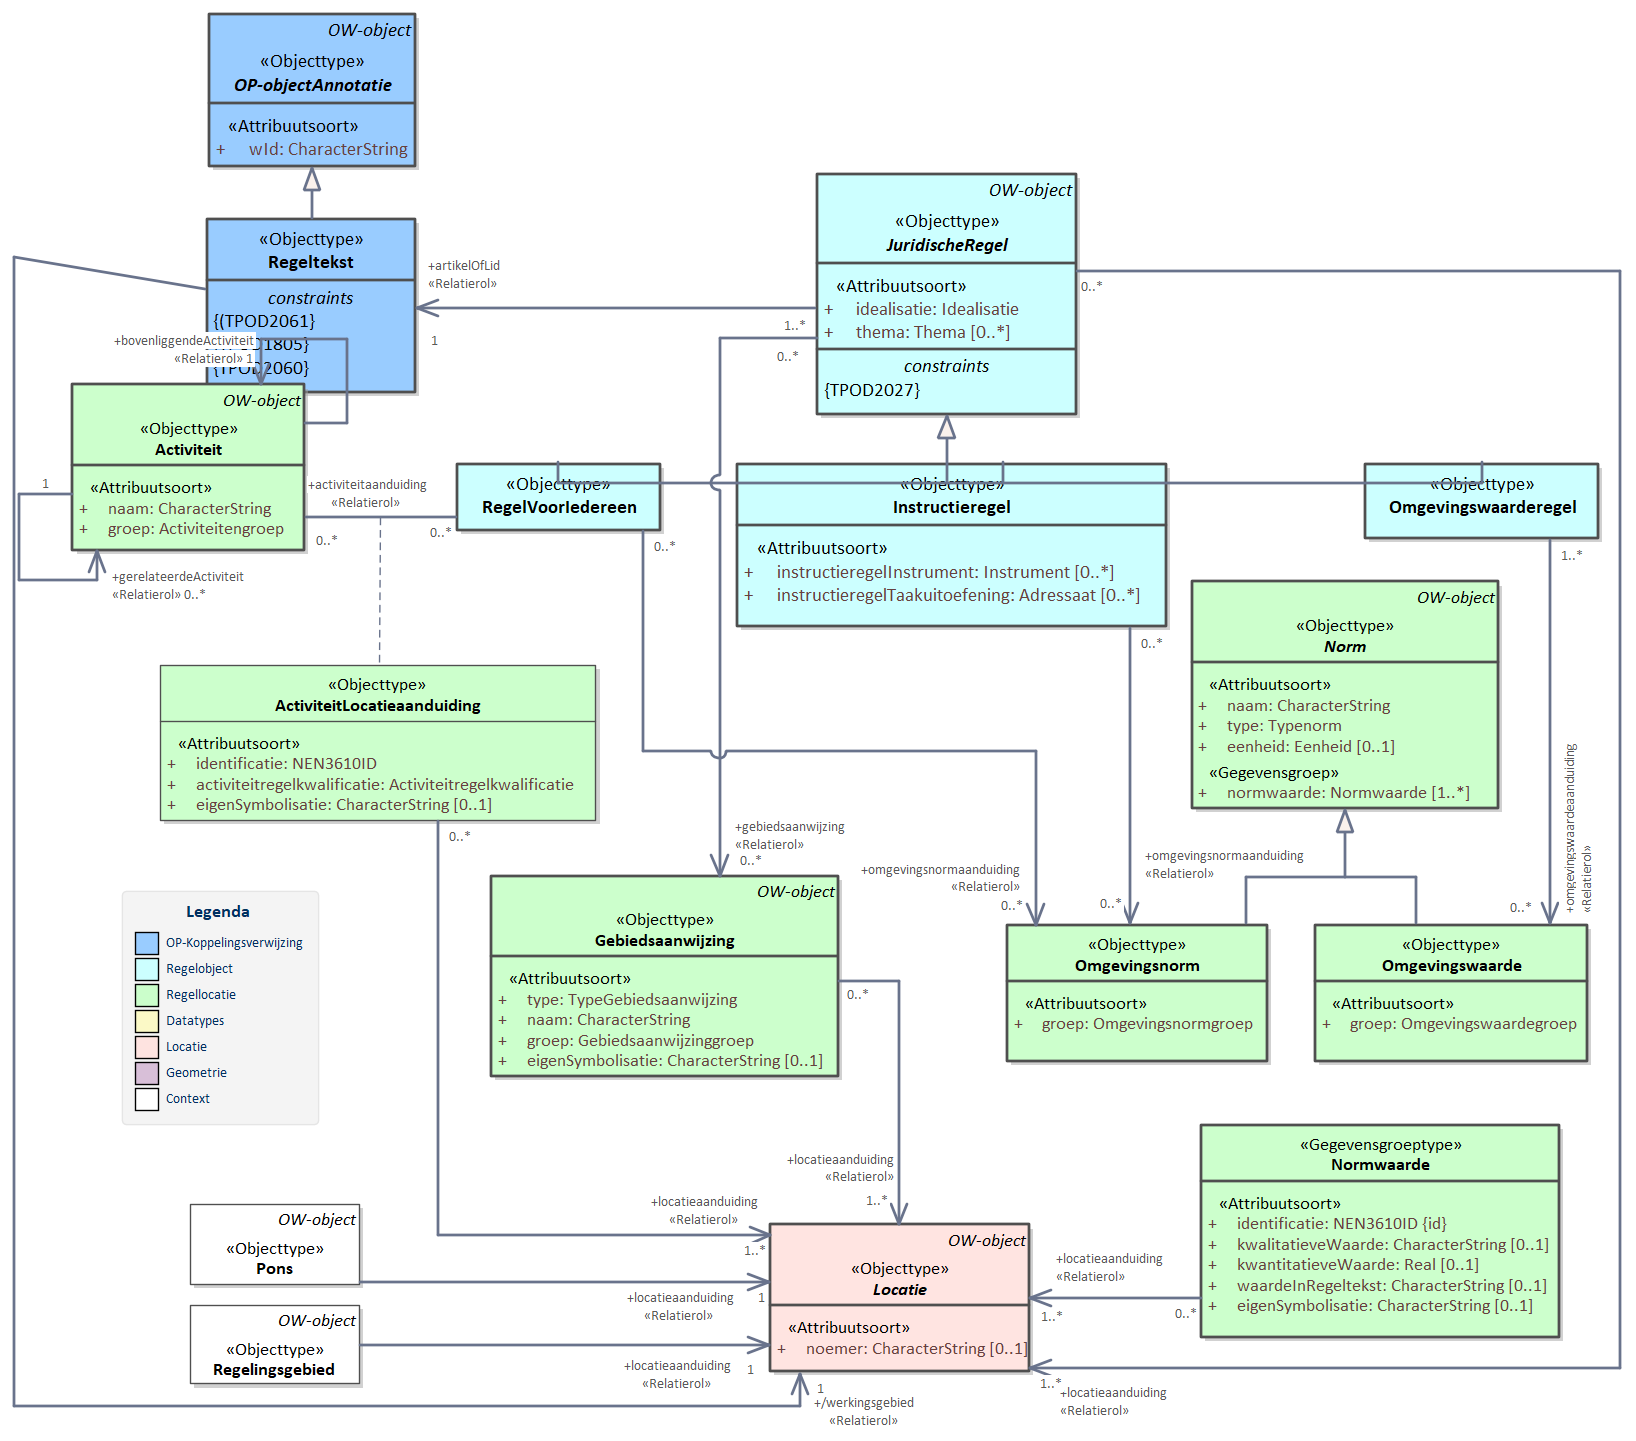 OW-object
«Objecttype»
OP-objectAnnotatie
«Attribuutsoort»
+ wId: CharacterString
«Objecttype»
Regeltekst
constraints
{(TPOD2061}
1805}
{TPOD2060}
+bovenliggendeActiviteit
«Relatierol» 1
OW-object
«Objecttype»
JuridischeRegel
«Attribuutsoort»
+ idealisatie: Idealisatie
+ thema: Thema [0..*]
constraints
{TPOD2027}
+artikelOfLid
«Relatierol»
1
1..*
0..*
0..*
OW-object
«Objecttype»
Activiteit
«Attribuutsoort»
+ naam: CharacterString
+ groep: Activiteitengroep
1
+gerelateerdeActiviteit
«Relatierol» 0..*
+activiteitaanduiding
«Relatierol»
0..*
0..*
«Objecttype»
RegelVoorIedereen
0..*
«Objecttype»
Instructieregel
«Attribuutsoort»
+ instructieregelInstrument: Instrument [0..*]
+ instructieregelTaakuitoefening: Adressaat [0..*]
0..*
«Objecttype»
Omgevingswaarderegel
1..*
OW-object
«Objecttype»
Norm
«Attribuutsoort»
+ naam: CharacterString
+ type: Typenorm
+ eenheid: Eenheid [0..1]
«Gegevensgroep»
+ normwaarde: Normwaarde [1..*]
«Objecttype»
ActiviteitLocatieaanduiding
«Attribuutsoort»
+ identificatie: NEN3610ID
+ activiteitregelkwalificatie: Activiteitregelkwalificatie
+ eigenSymbolisatie: CharacterString [0..1]
0..*
+gebiedsaanwijzing
«Relatierol»
0..*
+omgevingsnormaanduiding
«Relatierol»
0..*
+omgevingsnormaanduiding
«Relatierol»
0..*
+omgevingswaardeaanduiding
«Relatierol»
0..*
OW-object
«Objecttype»
Gebiedsaanwijzing
«Attribuutsoort»
+ type: TypeGebiedsaanwijzing
+ naam: CharacterString
+ groep: Gebiedsaanwijzinggroep
+ eigenSymbolisatie: CharacterString [0..1]
0..*
«Objecttype»
Omgevingsnorm
«Attribuutsoort»
+ groep: Omgevingsnormgroep
«Objecttype»
Omgevingswaarde
«Attribuutsoort»
+ groep: Omgevingswaardegroep
Legenda
OP-Koppelingsverwijzing
Regelobject
Regellocatie
Datatypes
Locatie
Geometrie
Context
«Gegevensgroeptype»
Normwaarde
«Attribuutsoort»
+ identificatie: NEN3610ID {id}
+ kwalitatieveWaarde: CharacterString [0..1]
+ kwantitatieveWaarde: Real [0..1]
+ waardeInRegeltekst: CharacterString [0..1]
+ eigenSymbolisatie: CharacterString [0..1]
+locatieaanduiding
«Relatierol»
1..*
+locatieaanduiding
«Relatierol»
1..*
OW-object
«Objecttype»
Pons
+locatieaanduiding
«Relatierol»
1
OW-object
«Objecttype»
Regelingsgebied
+locatieaanduiding
«Relatierol»
1
OW-object
«Objecttype»
Locatie
«Attribuutsoort»
+ noemer: CharacterString [0..1]
+locatieaanduiding
«Relatierol»
1..*
0..*
1..*
+locatieaanduiding
«Relatierol»
1
+/werkingsgebied
«Relatierol»